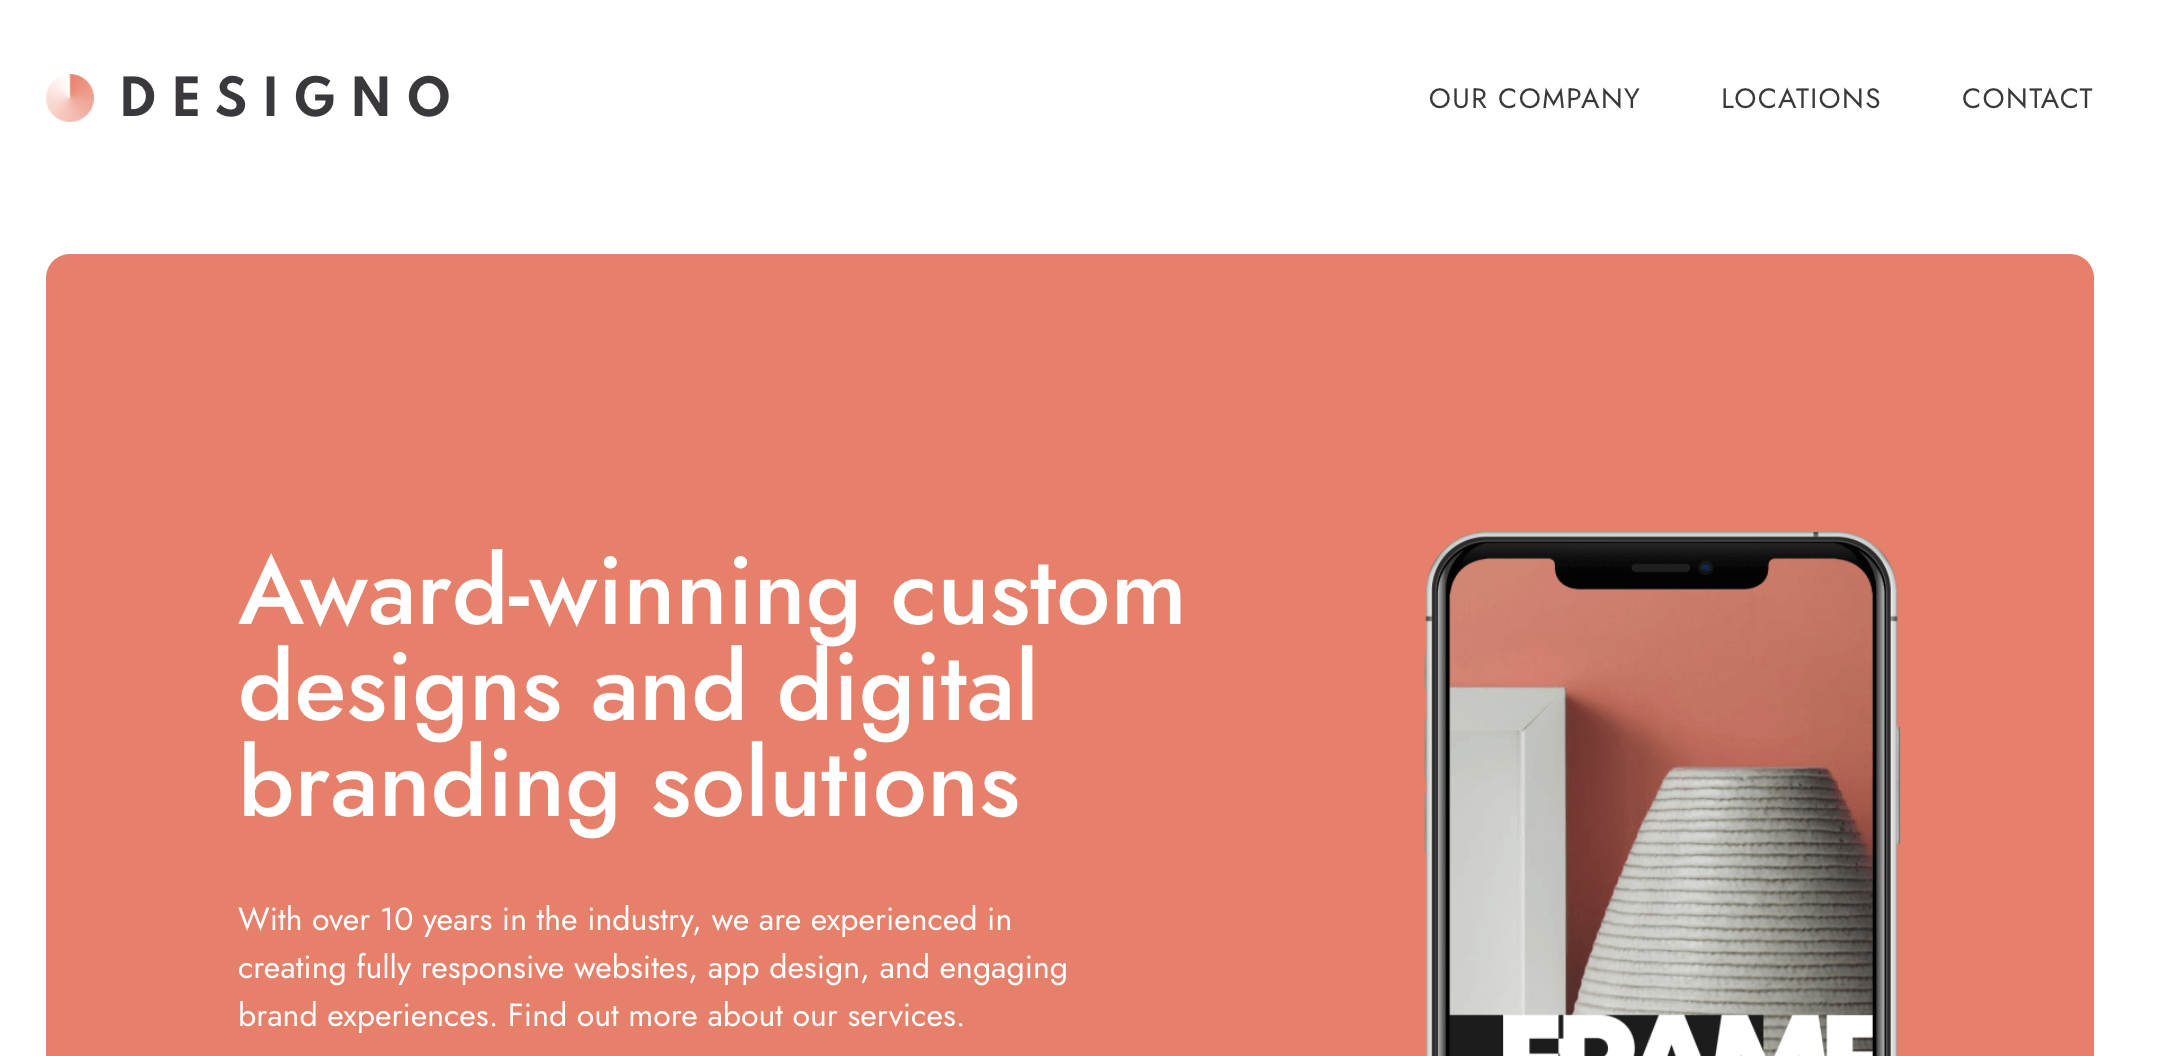 DESIGNO
OUR COMPANY
LOCATIONS
CONTACT
Award-winning custom
designs and digital
branding solutions
With over 10 years in the industry, we are experienced in
creating fully responsive websites, app design, and engaging
brand experiences. Find out more about our services.
FRAME